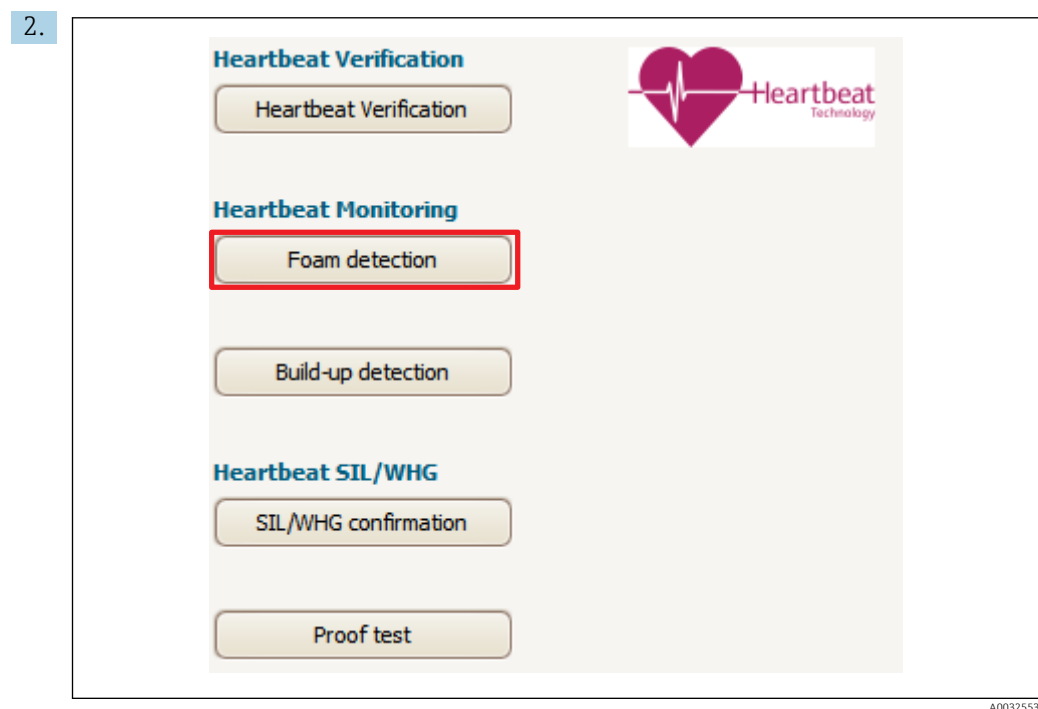 2.
Heartbeat Verification
Heartbeat Verification
Heartbeat
Technology
Heartbeat Monitoring
Foam detection
Build-up detection
Heartbeat SIL/WHG
SIL/WHG confirmation
Proof test
A0032553